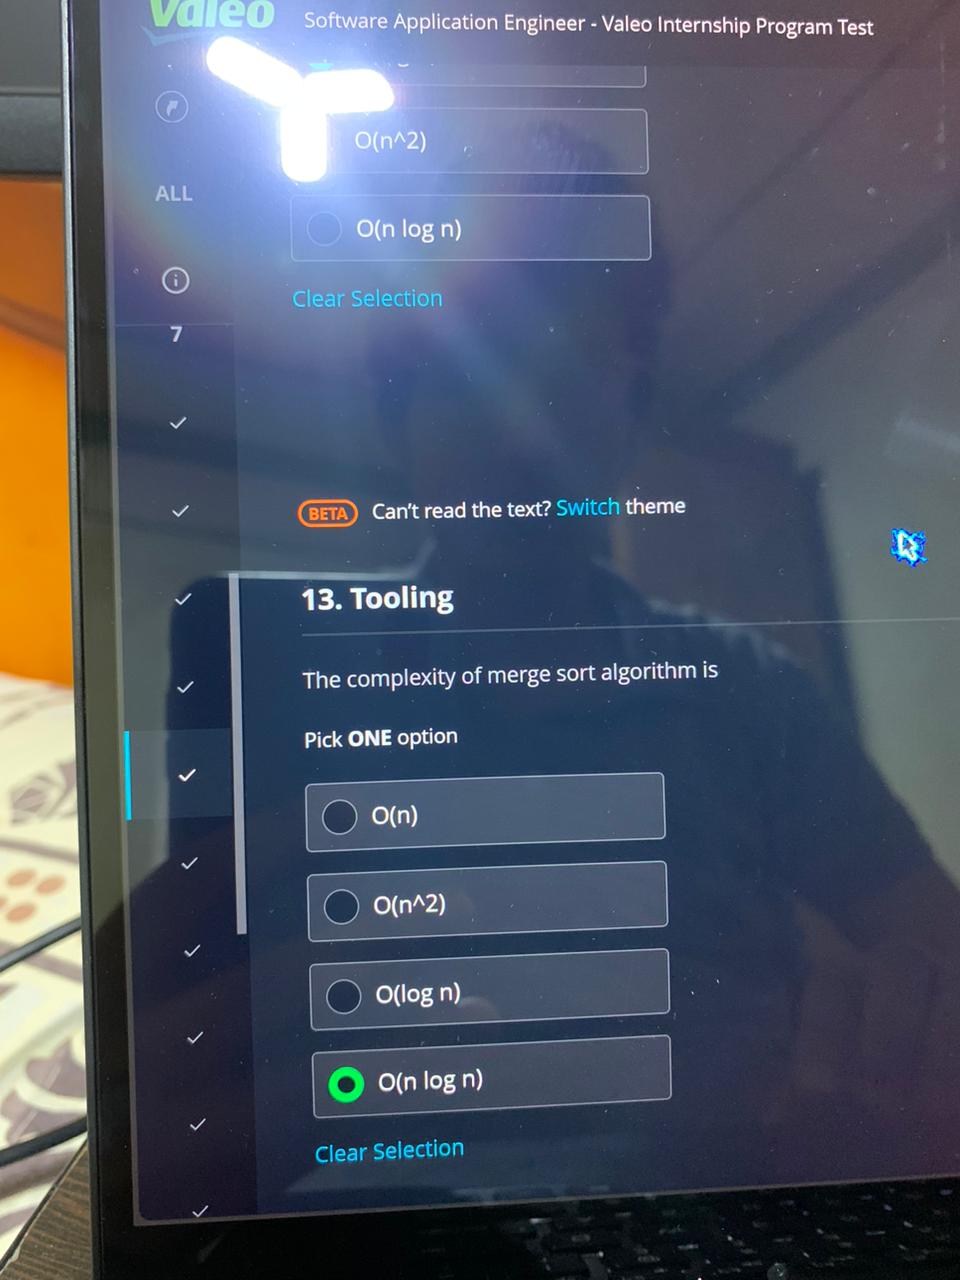 Valeo
Software Application Engineer - Valeo Internship Program Test
O(n^2)
ALL
O(n log n)
Clear Selection
7
BETA Can't read the text? Switch theme
13. Tooling
The complexity of merge sort algorithm is
Pick ONE option
O(n)
O(n^2)
O(log n)
O(n log n)
Clear Selection